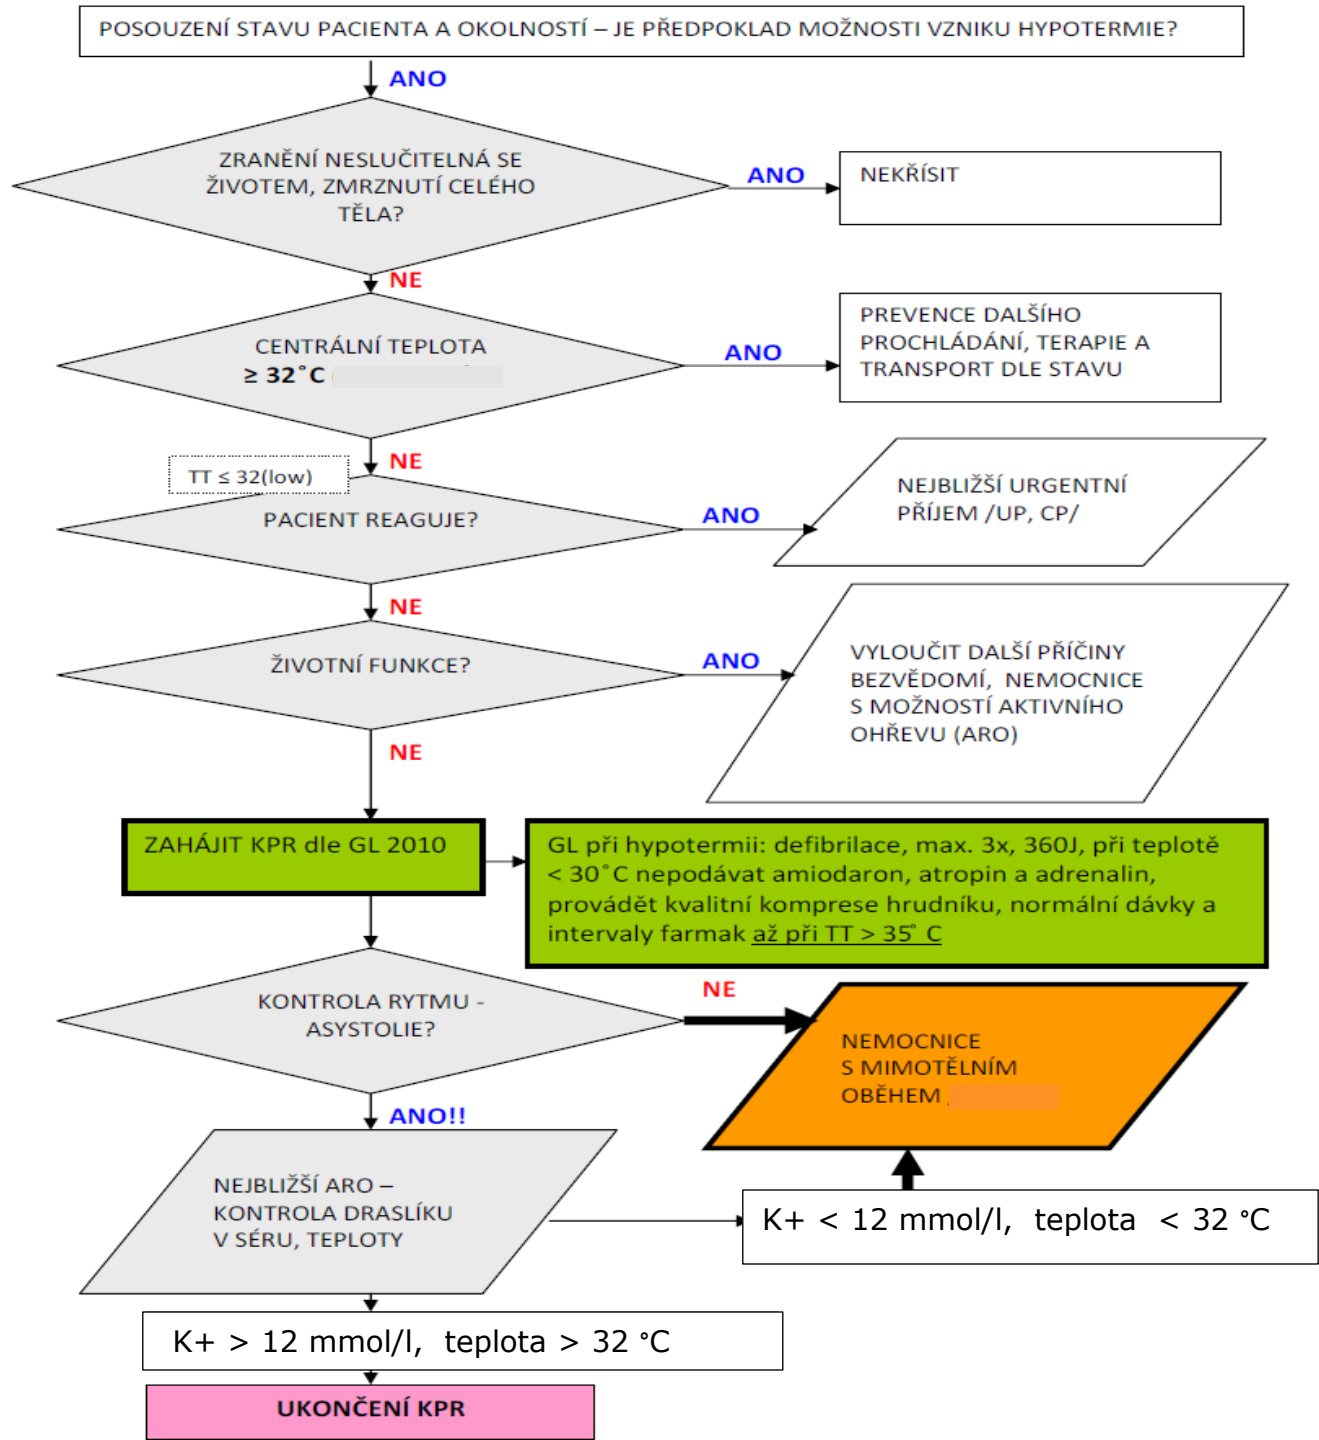 POSOUZENÍ STAVU PACIENTA A OKOLNOSTÍ – JE PŘEDPOKLAD MOŽNOSTI VZNIKU HYPOTERMIE?
ANO
ZRANĚNÍ NESLUČITELNÁ SE
ŽIVOTEM, ZMRZNUTÍ CELÉHO
TĚLA?
ANO
NEKŘÍSIT
NE
CENTRÁLNÍ TEPLOTA
≥ 32˚C
ANO
PREVENCE DALŠÍHO
PROCHLÁDÁNÍ, TERAPIE A
TRANSPORT DLE STAVU
NE
TT ≤ 32(low)
PACIENT REAGUJE?
ANO
NEJBLIŽŠÍ URGENTNÍ
PŘÍJEM /UP, CP/
NE
ŽIVOTNÍ FUNKCE?
ANO
VYLOUČIT DALŠÍ PŘÍČINY
BEZVĚDOMÍ, NEMOCNICE
S MOŽNOSTÍ AKTIVNÍHO
OHŘEVU (ARO)
NE
ZAHÁJIT KPR dle GL 2010
GL při hypotermii: defibrilace, max. 3x, 360J, při teplotě
< 30˚C nepodávat amiodaron, atropin a adrenalin,
provádět kvalitní komprese hrudníku, normální dávky a
intervaly farmak až při TT > 35˚ C
KONTROLA RYTMU -
ASYSTOLIE?
NE
NEMOCNICE
S MIMOTĚLNÍM
OBĚHEM
ANO!!
NEJBLIŽŠÍ ARO –
KONTROLA DRASLÍKU
V SÉRU, TEPLOTY
K+ < 12 mmol/l, teplota < 32 °C
K+ > 12 mmol/l, teplota > 32 °C
UKONČENÍ KPR